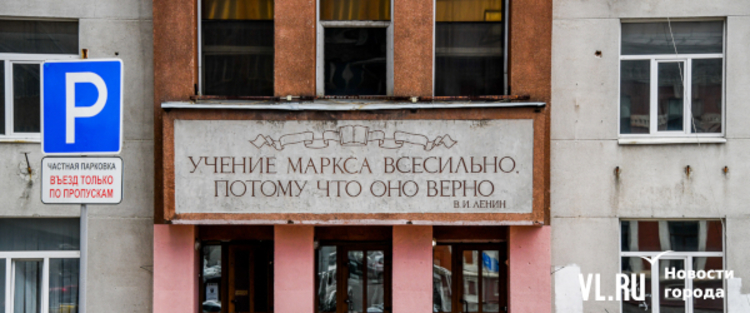 P
ЧАСТНАЯ ПАРКОВКА
ВЪЕЗД ТОЛЬКО
ПО ПРОПУСКАМ
УЧЕНИЕ МАРКСА ВСЕСИЛЬНО,
ПОТОМУ ЧТО ОНО ВЕРНО
В. И. ЛЕНИН
VL.RU
Новости
города